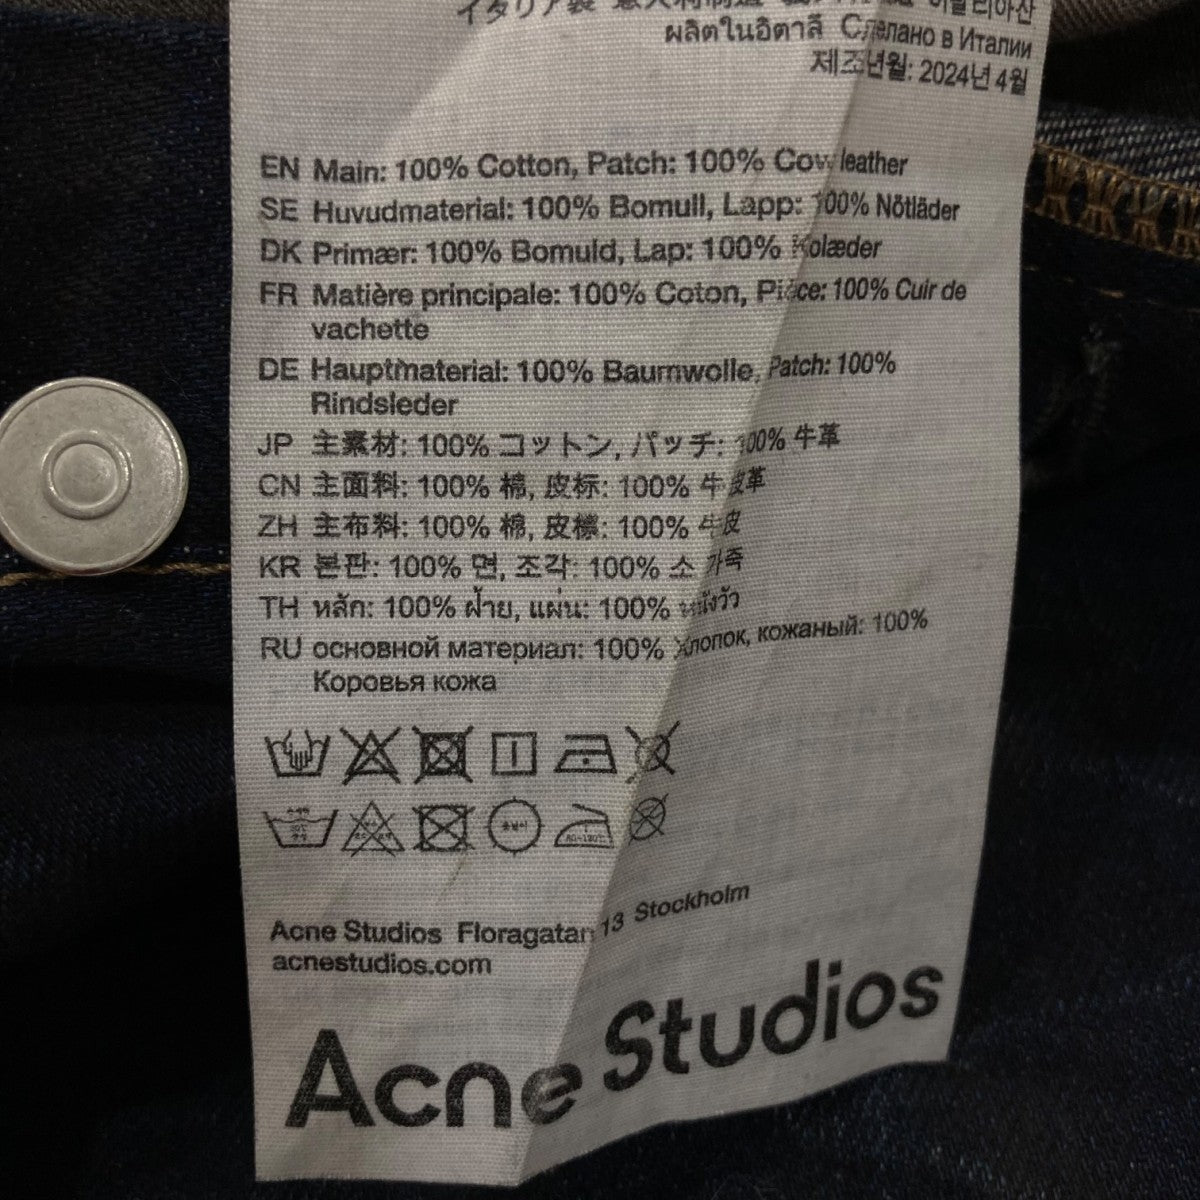 イタリア製
ผลิตในอิตาลี Сделано в Италии
제조년월: 2024년 4월
EN Main: 100% Cotton, Patch: 100% Cow leather
SE Huvudmaterial: 100% Bomull, Lapp: 100% Nötläder
DK Primær: 100% Bomuld, Lap: 100% Kolæder
FR Matière principale: 100% Coton, Pièce: 100% Cuir de
vachette
DE Hauptmaterial: 100% Baumwolle, Patch: 100%
Rindsleder
JP 主素材: 100% コットン, パッチ: 100% 牛革
CN 主面料: 100% 棉, 皮标: 100% 牛皮革
ZH 主布料: 100% 棉, 皮標: 100% 牛皮
KR 본판: 100% 면, 조각: 100% 소 가죽
TH หลัก: 100% ฝ้าย, แผ่น: 100% หนังวัว
RU основной материал: 100% Хлопок, кожаный: 100%
Коровья кожа
Acne Studios Floragatan 13 Stockholm
acnestudios.com
Acne Studios